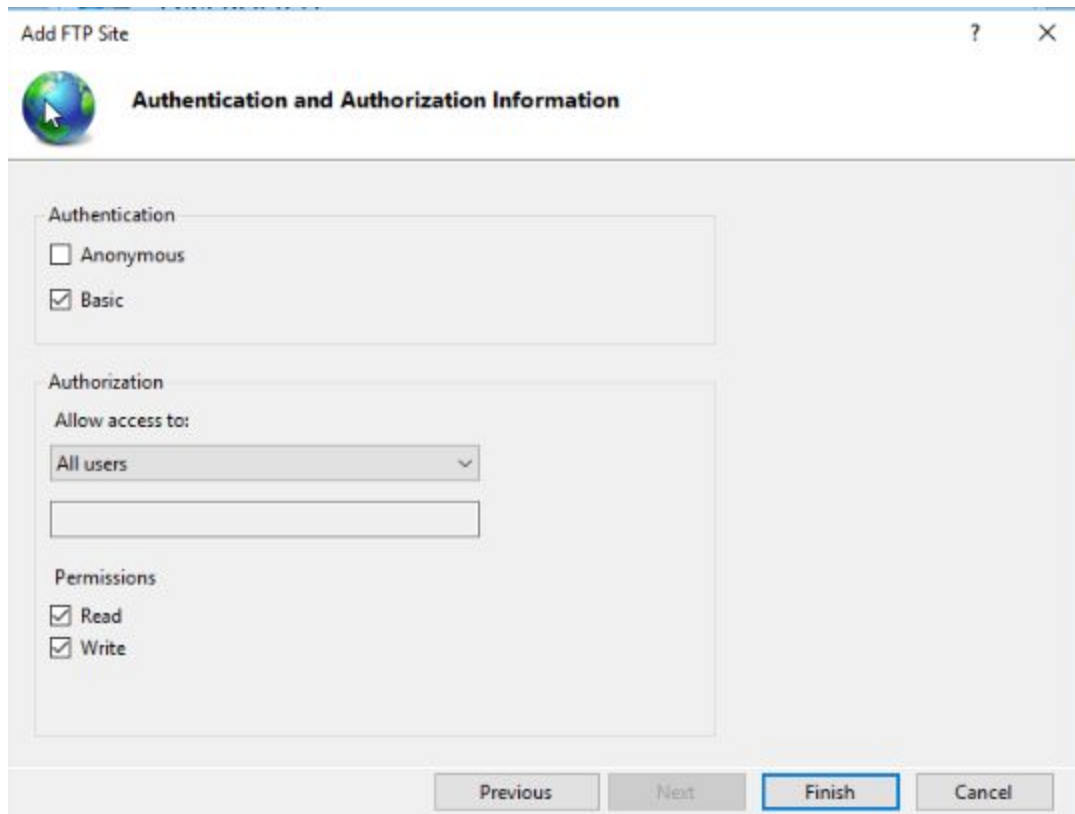 Add FTP Site
?
Authentication and Authorization Information
Authentication
Anonymous
Basic
Authorization
Allow access to:
All users
Permissions
Read
Write
Previous
Next
Finish
Cancel